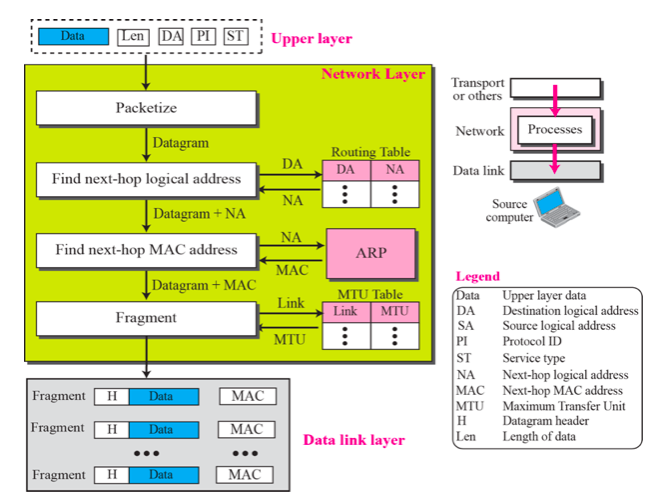 Data Len DA PI ST Upper layer
Network Layer
Packetize
Datagram
Find next-hop logical address
DA
NA
Routing Table
DA NA
Datagram + NA
Find next-hop MAC address
NA
MAC
ARP
Datagram + MAC
Fragment
Link
MTU
MTU Table
Link MTU
Fragment H Data MAC
Fragment H Data MAC
Fragment H Data MAC
Data link layer
Transport
or others
Network Processes
Data link
Source
computer
Legend
Data Upper layer data
DA Destination logical address
SA Source logical address
PI Protocol ID
ST Service type
NA Next-hop logical address
MAC Next-hop MAC address
MTU Maximum Transfer Unit
H Datagram header
Len Length of data